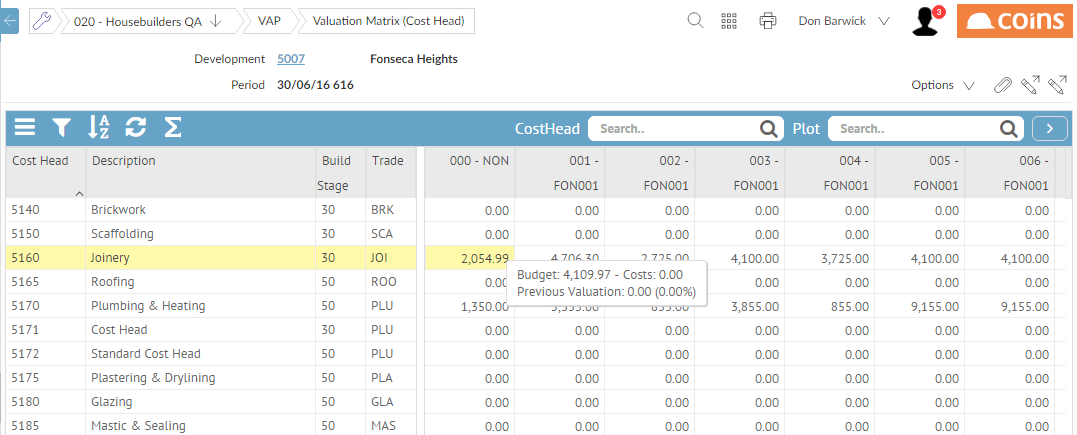 020 - Housebuilders QA VAP Valuation Matrix (Cost Head) Don Barwick 3 coins
Development 5007 Fonseca Heights
Period 30/06/16 616
Options
CostHead Search.. Plot Search..
Cost Head Description Build Stage Trade 000 - NON 001 - FON001 002 - FON001 003 - FON001 004 - FON001 005 - FON001 006 - FON001
5140 Brickwork 30 BRK 0.00 0.00 0.00 0.00 0.00 0.00 0.00
5150 Scaffolding 30 SCA 0.00 0.00 0.00 0.00 0.00 0.00 0.00
5160 Joinery 30 JOI 2,054.99 4,706.30 2,725.00 4,100.00 3,725.00 4,100.00 4,100.00
Budget: 4,109.97 - Costs: 0.00
Previous Valuation: 0.00 (0.00%)
5165 Roofing 50 ROO 0.00 0.00 0.00 0.00 0.00
5170 Plumbing & Heating 50 PLU 1,350.00 855.00 3,855.00 855.00 9,155.00 9,155.00
5171 Cost Head 30 PLU 0.00 0.00 0.00 0.00 0.00 0.00 0.00
5172 Standard Cost Head 50 PLU 0.00 0.00 0.00 0.00 0.00 0.00 0.00
5175 Plastering & Drylining 50 PLA 0.00 0.00 0.00 0.00 0.00 0.00 0.00
5180 Glazing 50 GLA 0.00 0.00 0.00 0.00 0.00 0.00 0.00
5185 Mastic & Sealing 50 MAS 0.00 0.00 0.00 0.00 0.00 0.00 0.00